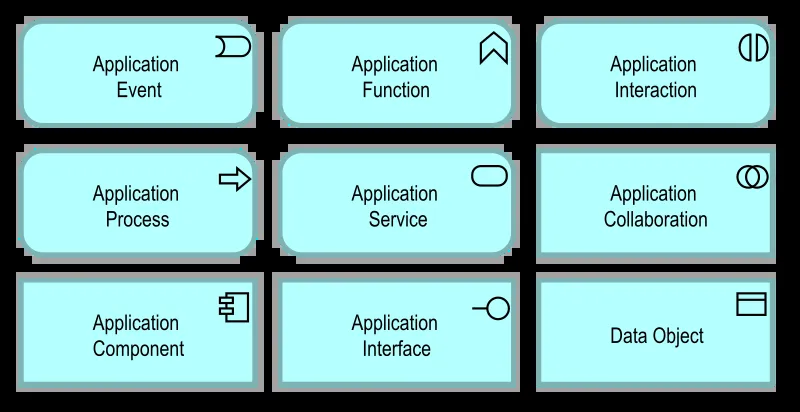 Application
Event
Application
Function
Application
Interaction
Application
Process
Application
Service
Application
Collaboration
Application
Component
Application
Interface
Data Object